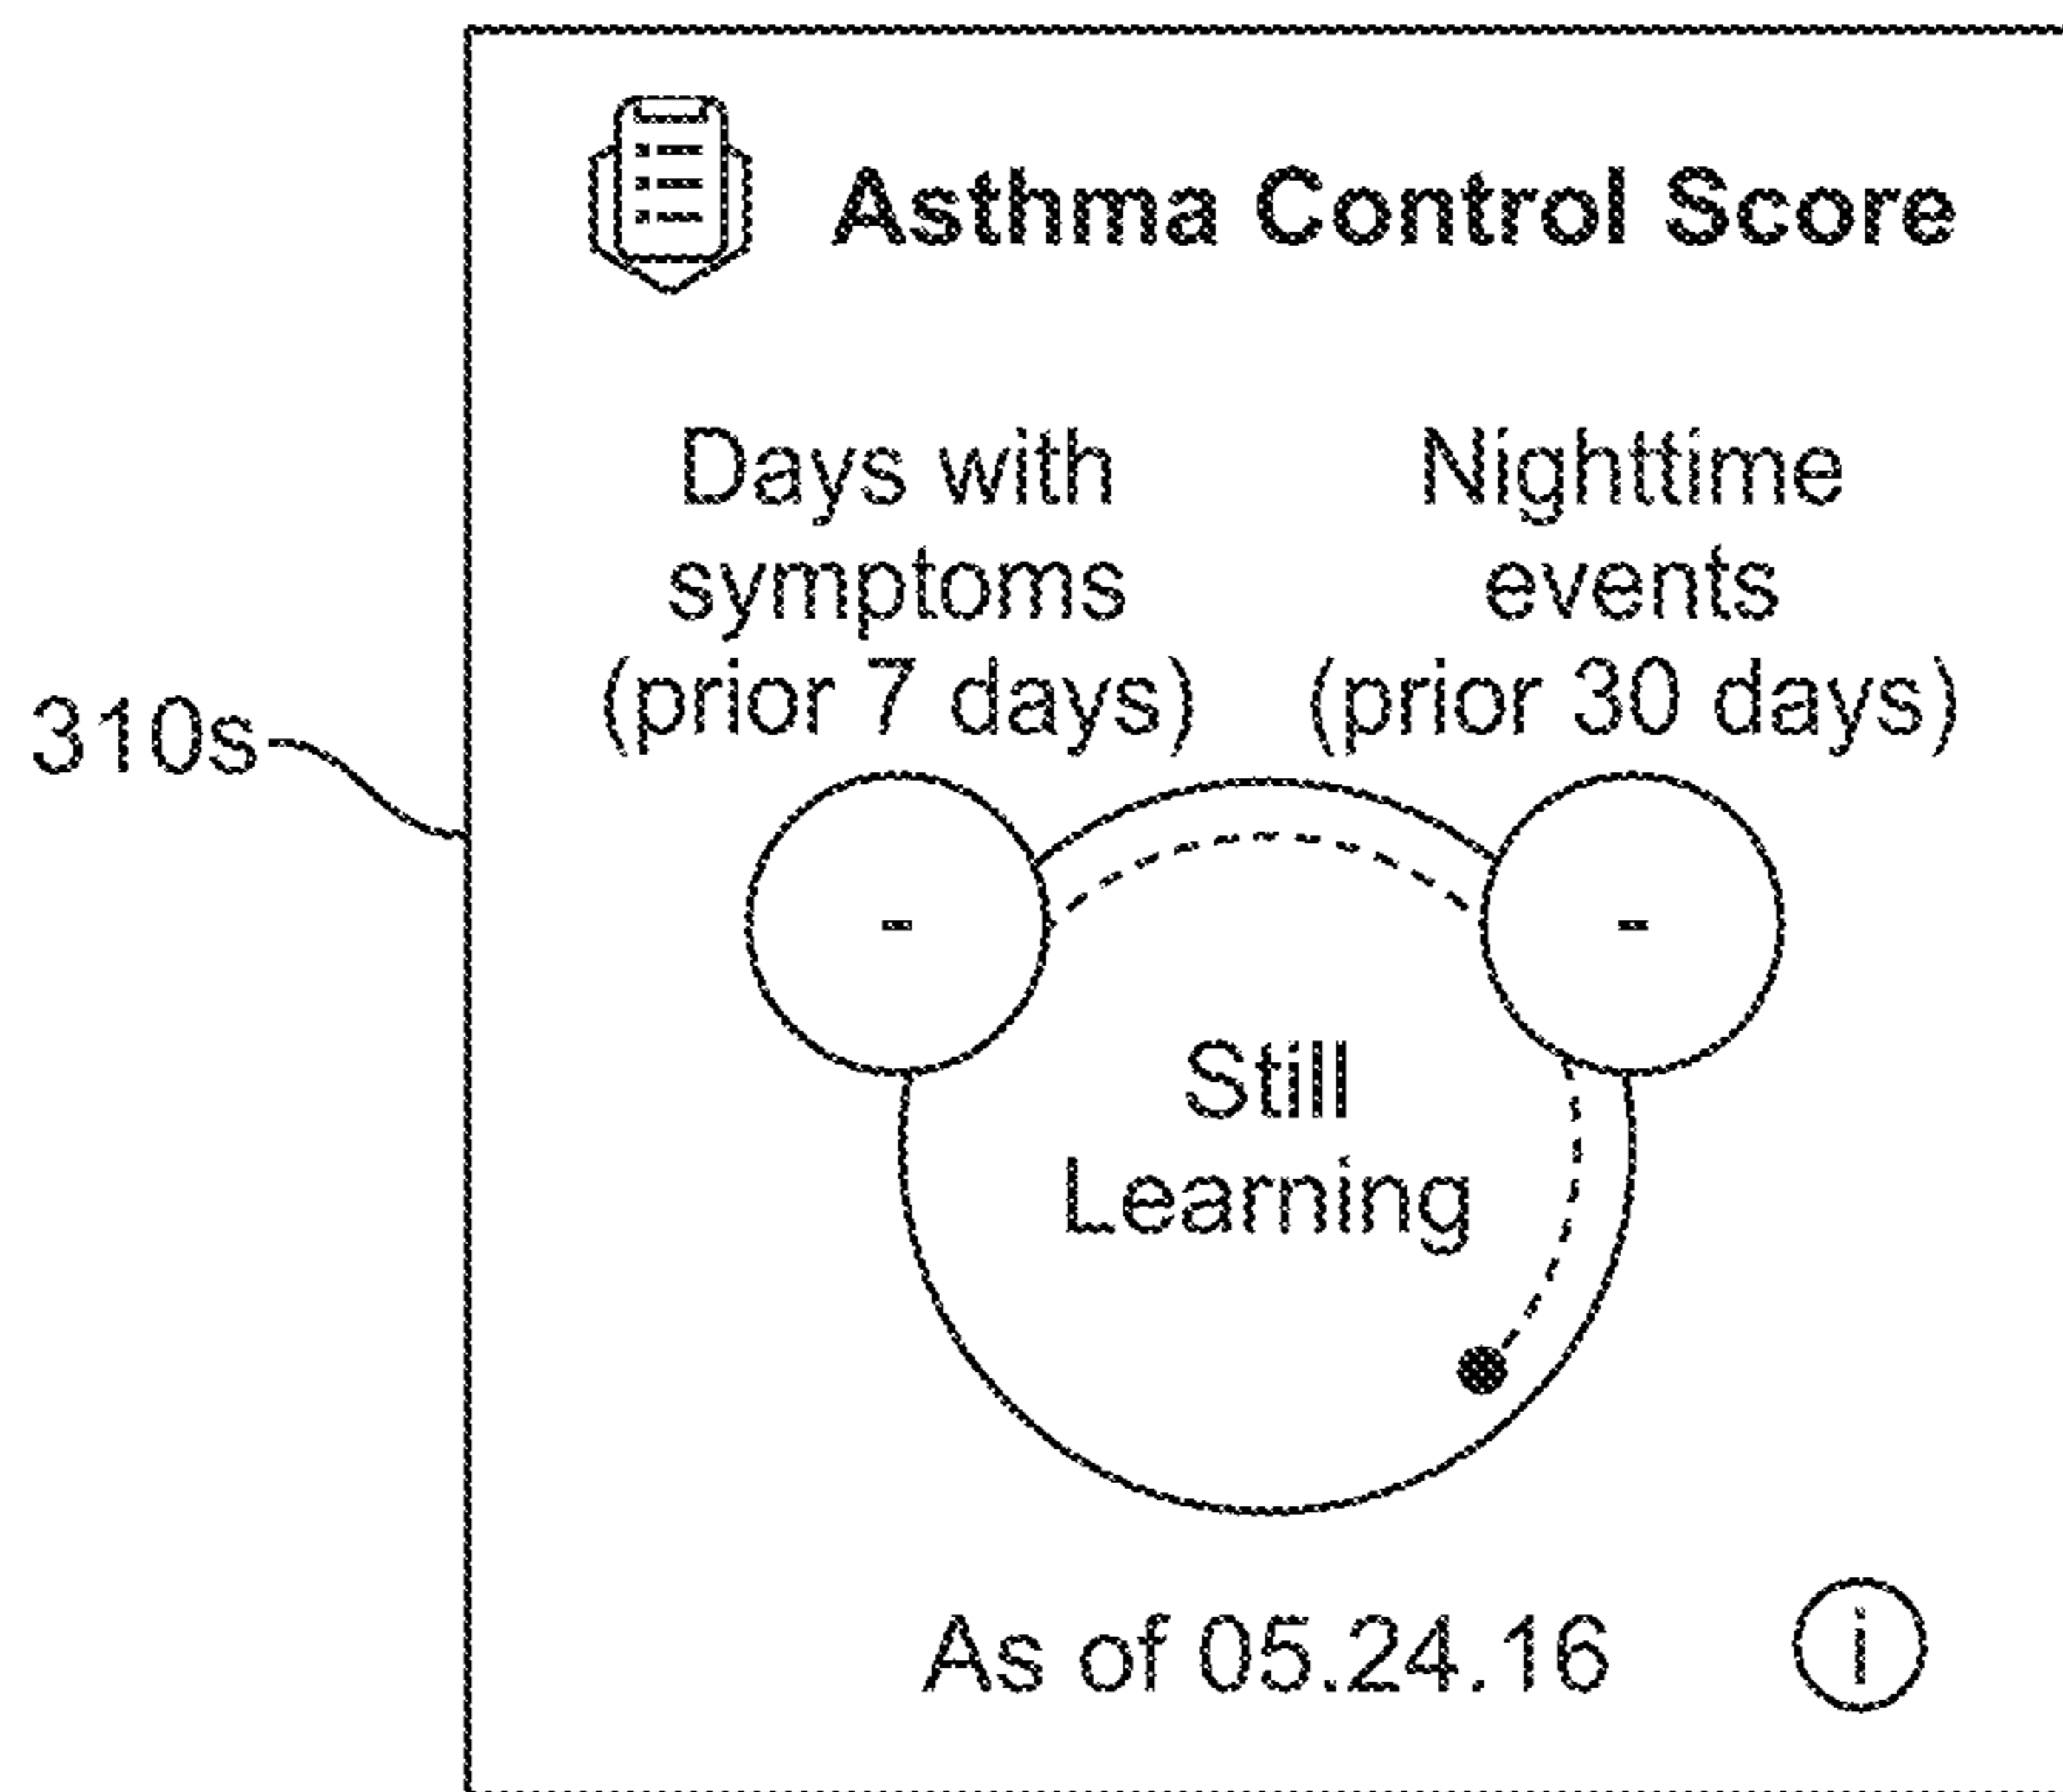 Asthma Control Score
Days with
symptoms
(prior 7 days)
Nighttime
events
(prior 30 days)
310s
-
-
Still
Learning
As of 05.24.16
i